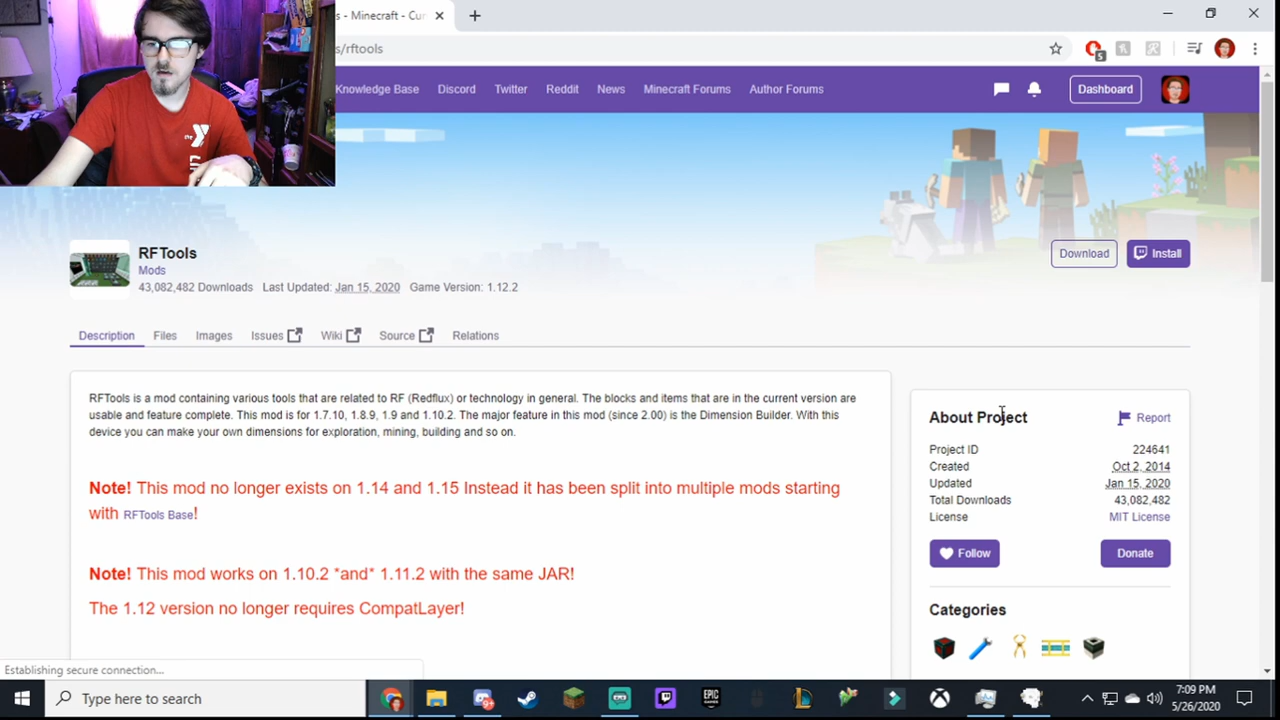 s - Minecraft - Cur
s/rftools
5
Knowledge Base Discord Twitter Reddit News Minecraft Forums Author Forums Dashboard
the Y
RFTools
Mods
43,082,482 Downloads Last Updated: Jan 15, 2020 Game Version: 1.12.2
Download Install
Description Files Images Issues Wiki Source Relations
RFTools is a mod containing various tools that are related to RF (Redflux) or technology in general. The blocks and items that are in the current version are
usable and feature complete. This mod is for 1.7.10, 1.8.9, 1.9 and 1.10.2. The major feature in this mod (since 2.00) is the Dimension Builder. With this
device you can make your own dimensions for exploration, mining, building and so on.
Note! This mod no longer exists on 1.14 and 1.15 Instead it has been split into multiple mods starting
with RFTools Base!
Note! This mod works on 1.10.2 *and* 1.11.2 with the same JAR!
The 1.12 version no longer requires CompatLayer!
About Project Report
Project ID 224641
Created Oct 2, 2014
Updated Jan 15, 2020
Total Downloads 43,082,482
License MIT License
Follow Donate
Categories
Establishing secure connection...
Type here to search
EPIC
GAMES
7:09 PM
5/26/2020